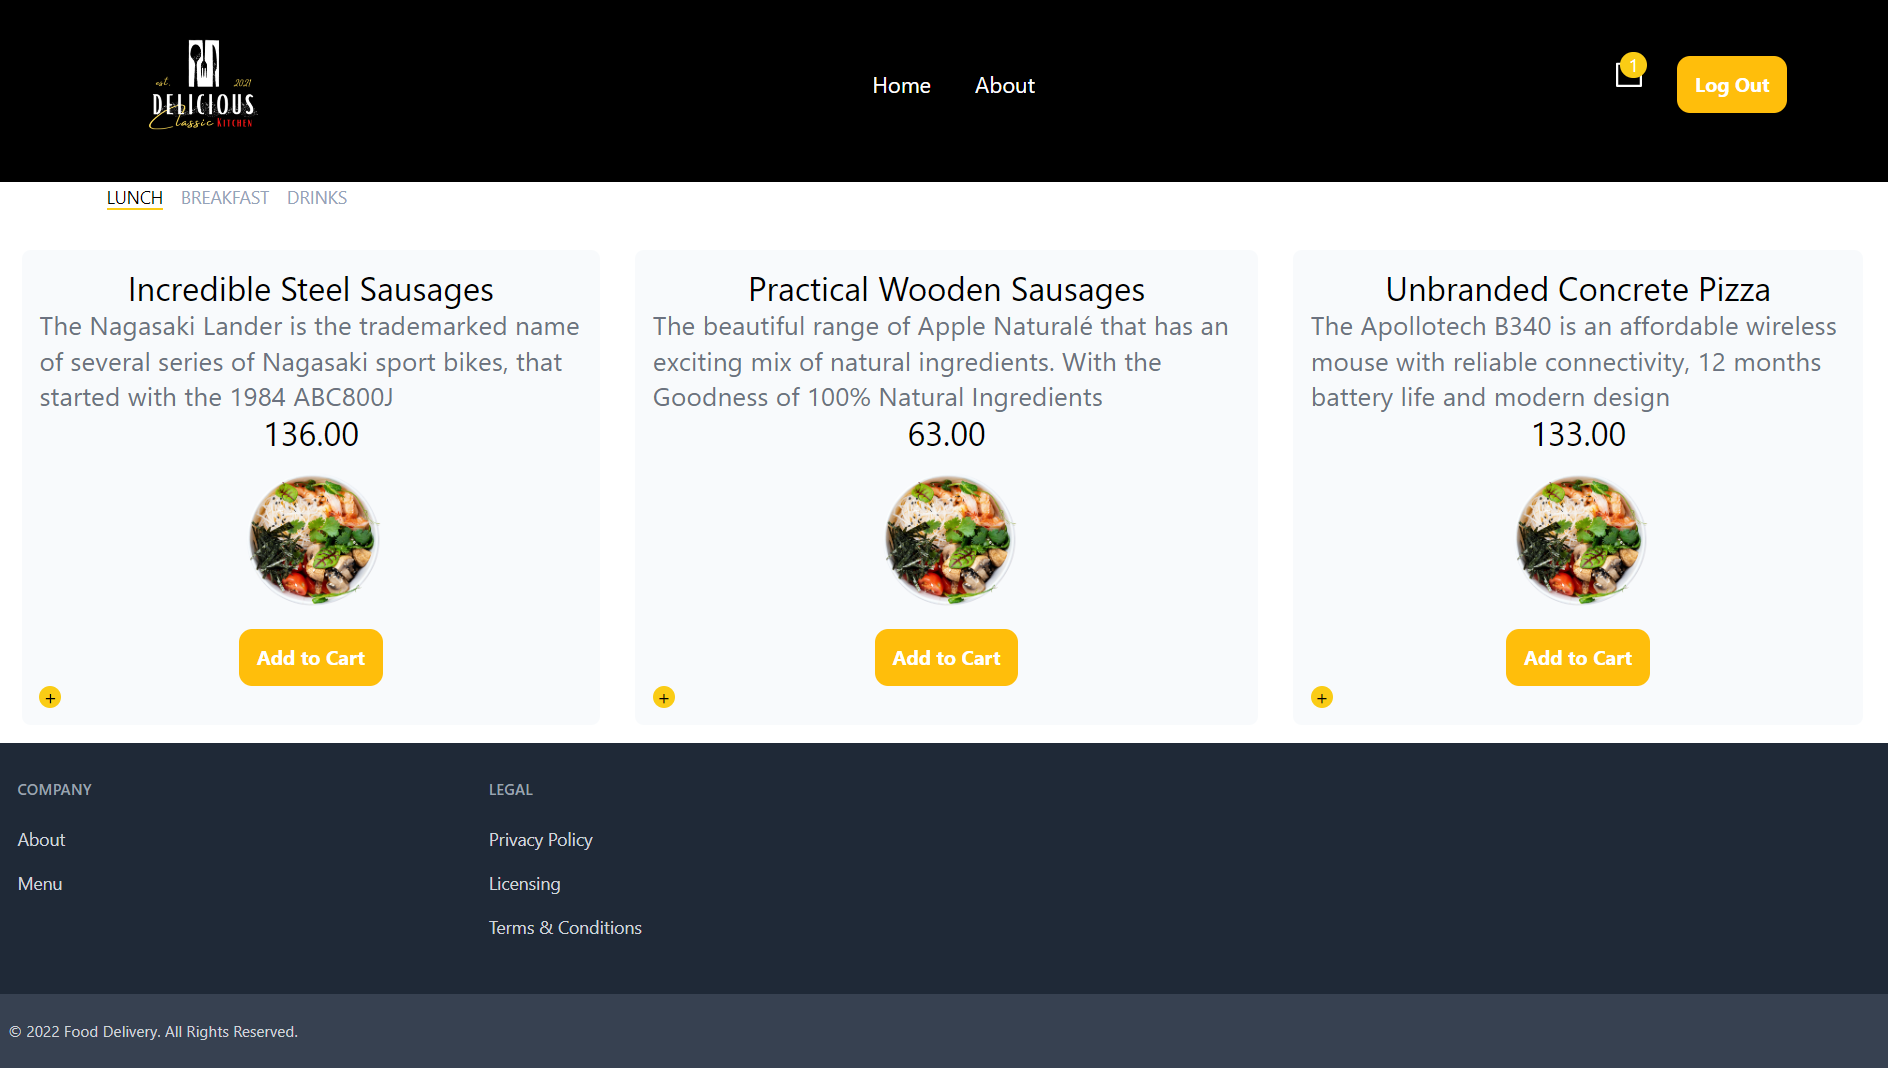 est. 2021
DELICIOUS
Classic KITCHEN
Home About
1
Log Out
LUNCH BREAKFAST DRINKS
Incredible Steel Sausages
The Nagasaki Lander is the trademarked name
of several series of Nagasaki sport bikes, that
started with the 1984 ABC800J
136.00
Add to Cart
+
Practical Wooden Sausages
The beautiful range of Apple Naturalé that has an
exciting mix of natural ingredients. With the
Goodness of 100% Natural Ingredients
63.00
Add to Cart
+
Unbranded Concrete Pizza
The Apollotech B340 is an affordable wireless
mouse with reliable connectivity, 12 months
battery life and modern design
133.00
Add to Cart
+
COMPANY
About
Menu
LEGAL
Privacy Policy
Licensing
Terms & Conditions
© 2022 Food Delivery. All Rights Reserved.